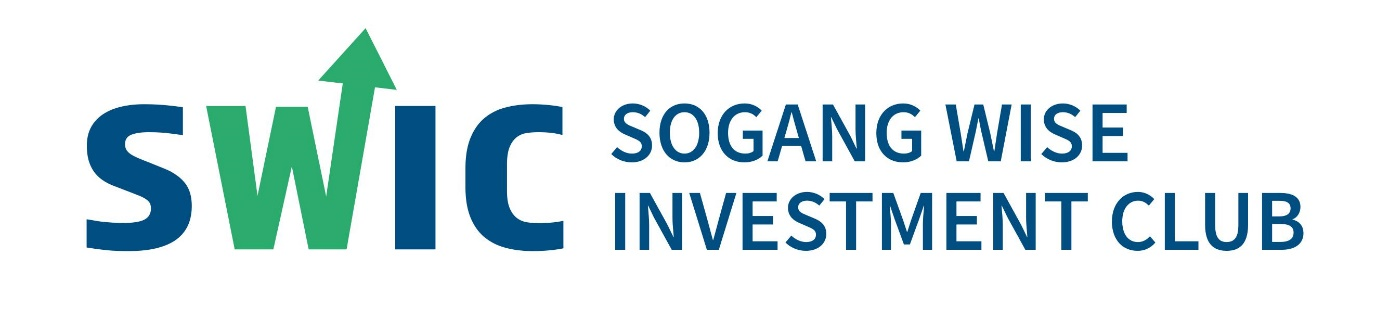 SWIC
SOGANG WISE
INVESTMENT CLUB